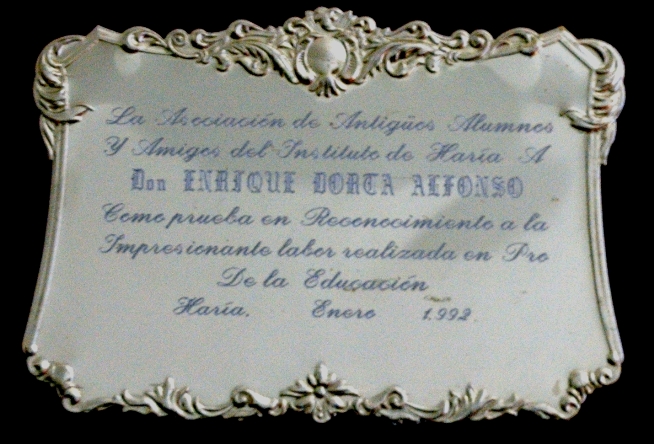 La Asociación de Antigüos Alumnos
Y Amigos del Instituto de Haría A
Don ENRIQUE DORTA ALFONSO
Como prueba en Reconocimiento a la
Impresionante labor realizada en Pro
De la Educación
Haría. Enero 1.992.